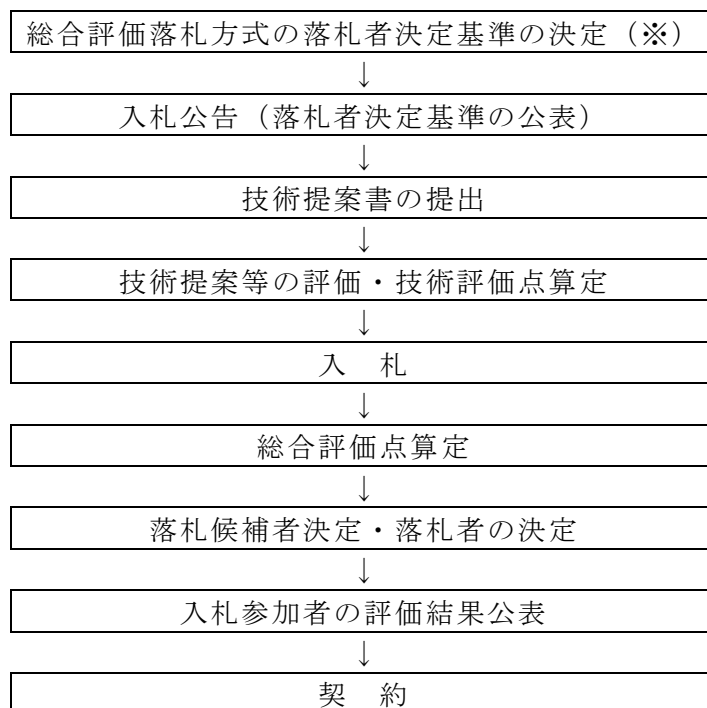 総合評価落札方式の落札者決定基準の決定（※）
↓
入札公告（落札者決定基準の公表）
↓
技術提案書の提出
↓
技術提案等の評価・技術評価点算定
↓
入　札
↓
総合評価点算定
↓
落札候補者決定・落札者の決定
↓
入札参加者の評価結果公表
↓
契　約